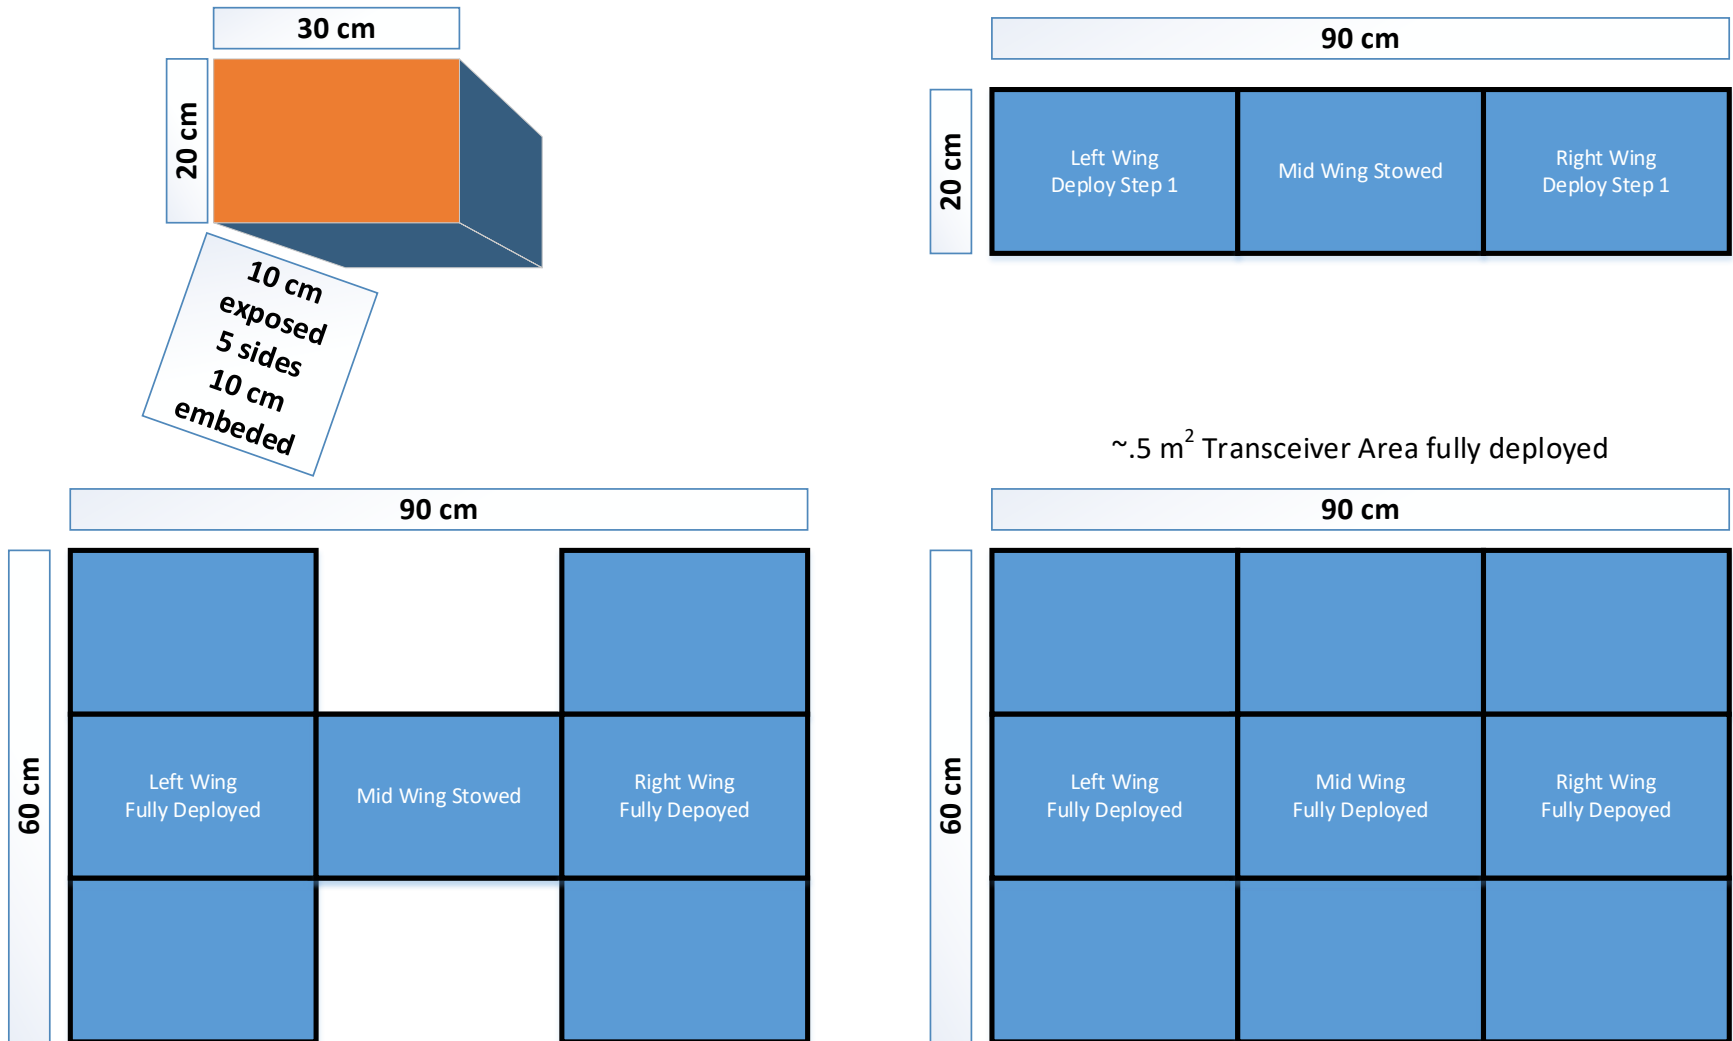 30 cm
20 cm
10 cm
exposed
5 sides
10 cm
embeded
90 cm
20 cm
Left Wing
Deploy Step 1
Mid Wing Stowed
Right Wing
Deploy Step 1
90 cm
60 cm
Left Wing
Fully Deployed
Mid Wing Stowed
Right Wing
Fully Depoyed
~.5 m² Transceiver Area fully deployed
90 cm
60 cm
Left Wing
Fully Deployed
Mid Wing
Fully Deployed
Right Wing
Fully Depoyed